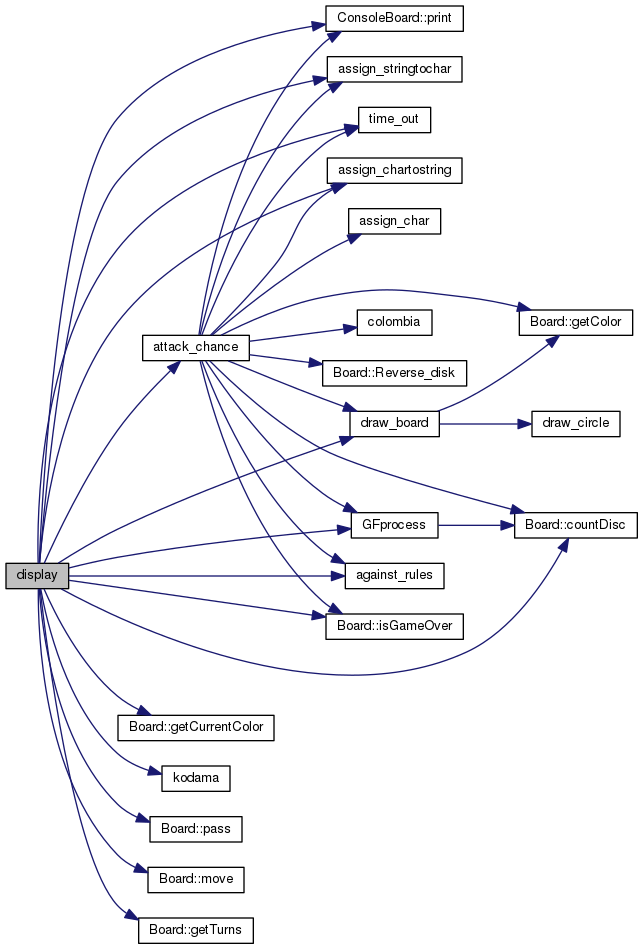 ConsoleBoard::print
assign_stringtochar
time_out
assign_chartostring
assign_char
colombia
Board::getColor
attack_chance
Board::Reverse_disk
draw_board
draw_circle
GFprocess
Board::countDisc
display
against_rules
Board::isGameOver
Board::getCurrentColor
kodama
Board::pass
Board::move
Board::getTurns